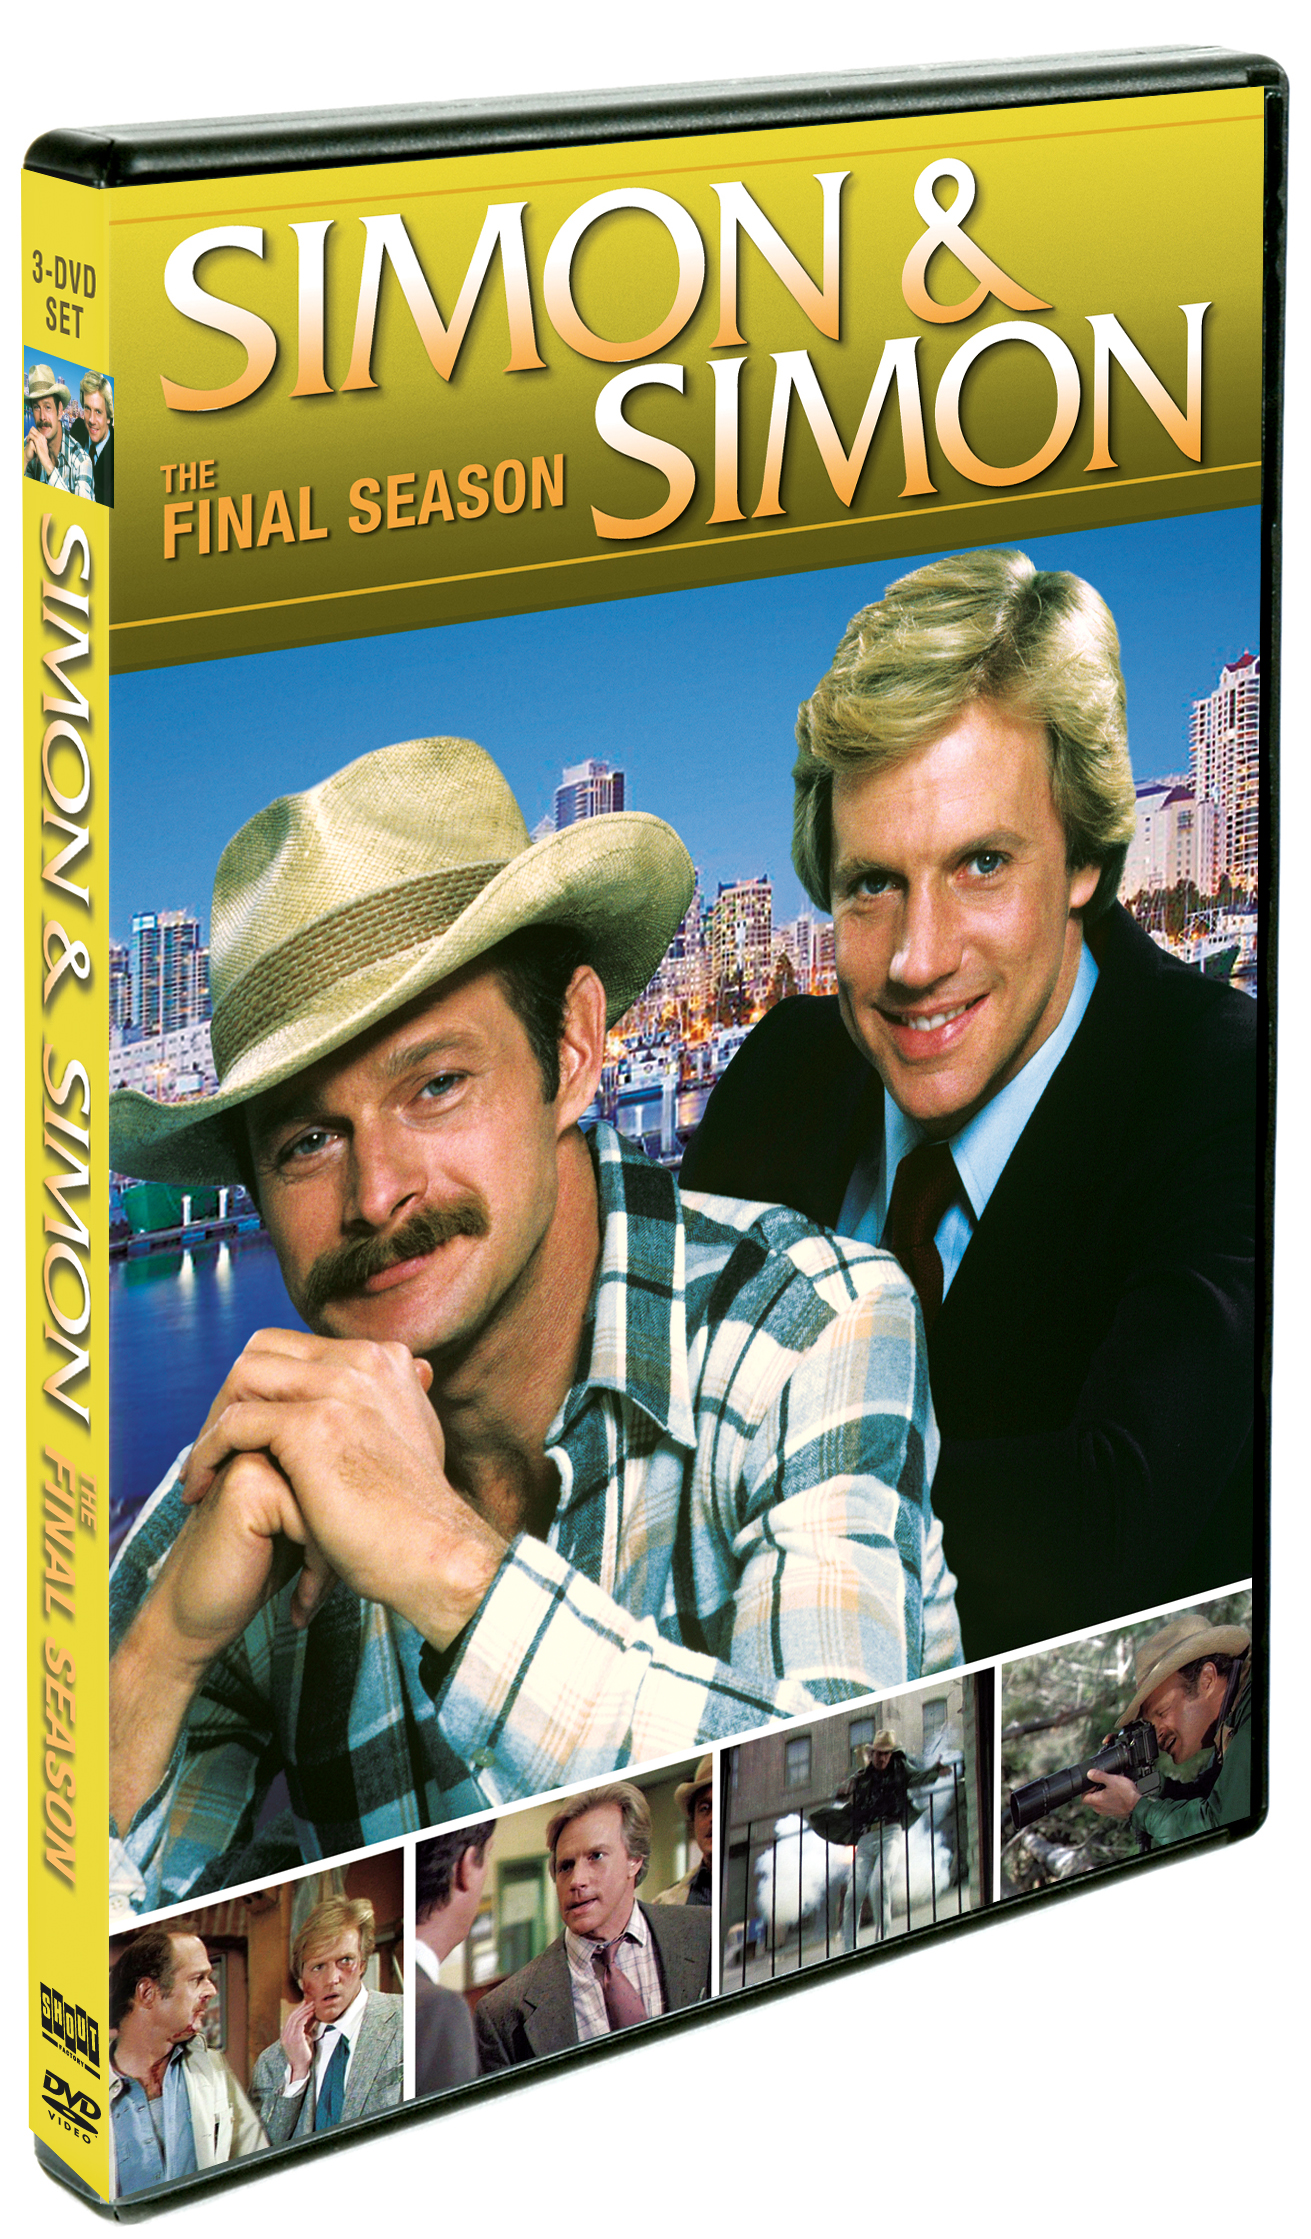 3-DVD
SET
SIMON & SIMON
THE
FINAL SEASON
SHOUT
FACTORY
DVD
VIDEO
SIMON &
SIMON
THE
FINAL SEASON